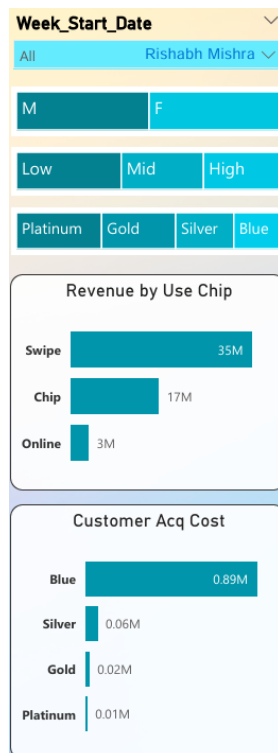 Week_Start_Date
All Rishabh Mishra
M F
Low Mid High
Platinum Gold Silver Blue
Revenue by Use Chip
Swipe 35M
Chip 17M
Online 3M
Customer Acq Cost
Blue 0.89M
Silver 0.06M
Gold 0.02M
Platinum 0.01M